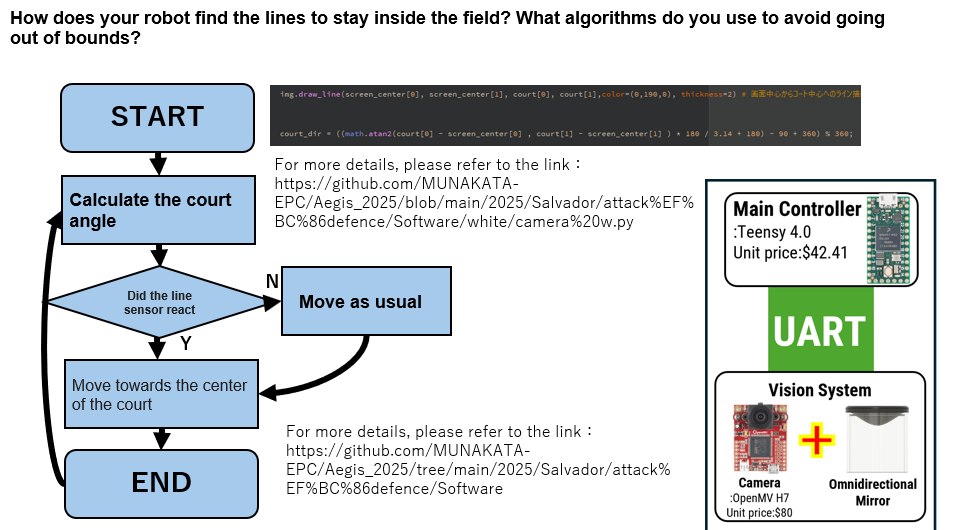 How does your robot find the lines to stay inside the field? What algorithms do you use to avoid going
out of bounds?
START
Calculate the court
angle
Did the line
sensor react
N
Move as usual
Y
Move towards the center
of the court
END
img.draw_line(screen_center[0], screen_center[1], court[0], court[1],color=(0,190,0), thickness=2) # 画面中心からコート中心へのライン描
court_dir = ((math.atan2(court[0] - screen_center[0] , court[1] - screen_center[1] ) * 180 / 3.14 + 180) - 90 + 360) % 360;
For more details, please refer to the link：
https://github.com/MUNAKATA-
EPC/Aegis_2025/blob/main/2025/Salvador/attack%EF%
BC%86defence/Software/white/camera%20w.py
For more details, please refer to the link：
https://github.com/MUNAKATA-
EPC/Aegis_2025/tree/main/2025/Salvador/attack%
EF%BC%86defence/Software
Main Controller
:Teensy 4.0
Unit price:$42.41
UART
Vision System
+
Camera
:OpenMV H7
Unit price:$80
Omnidirectional
Mirror